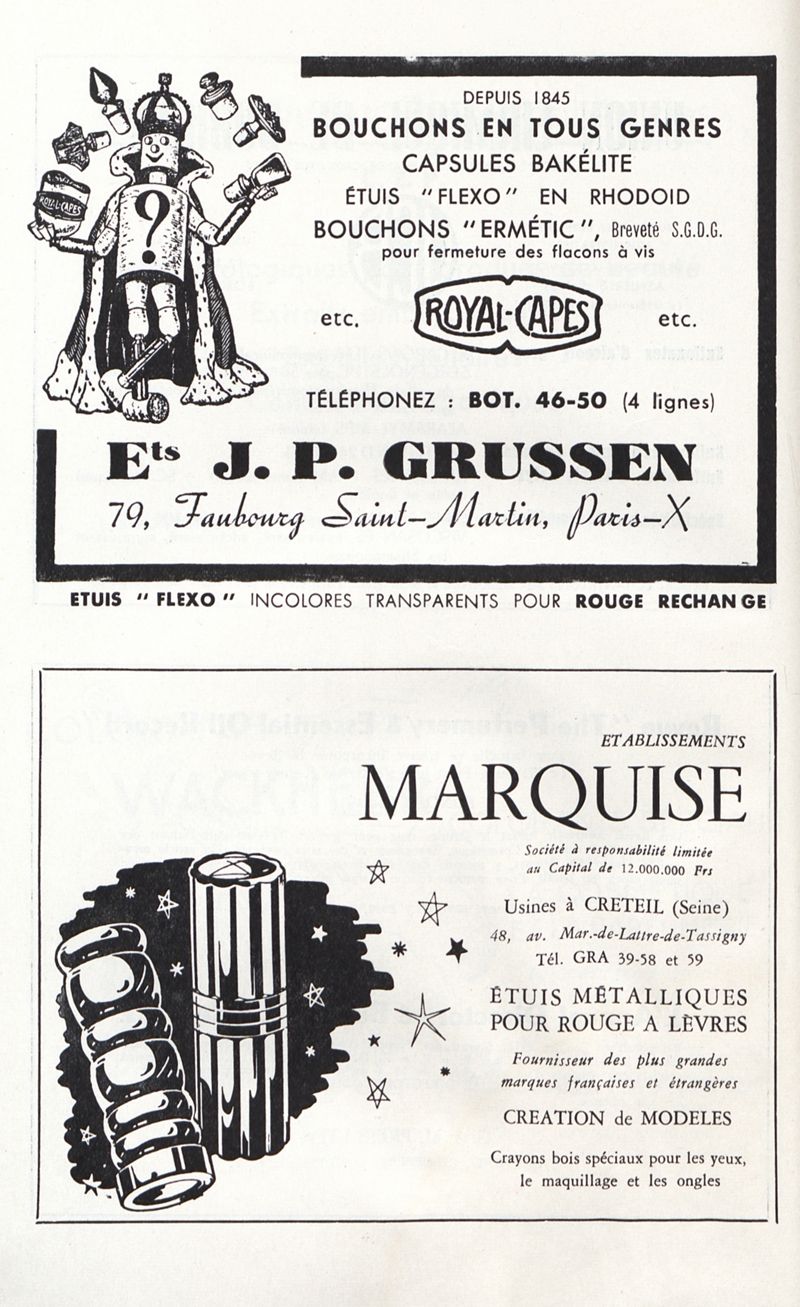 DEPUIS 1845
BOUCHONS EN TOUS GENRES
CAPSULES BAKÉLITE
ÉTUIS "FLEXO" EN RHODOID
BOUCHONS "ERMÉTIC", Breveté S.G.D.G.
pour fermeture des flacons à vis
ROYAL-CAPES
?
etc. ROYAL-CAPES etc.
TÉLÉPHONEZ : BOT. 46-50 (4 lignes)
Ets J. P. GRUSSEN
79, Faubourg Saint-Martin, Paris-X
ETUIS "FLEXO" INCOLORES TRANSPARENTS POUR ROUGE RECHANGE
ETABLISSEMENTS
MARQUISE
Société à responsabilité limitée
au Capital de 12.000.000 Frs
Usines à CRETEIL (Seine)
48, av. Mar.-de-Lattre-de-Tassigny
Tél. GRA 39-58 et 59
ÉTUIS MÉTALLIQUES
POUR ROUGE A LÈVRES
Fournisseur des plus grandes
marques françaises et étrangères
CREATION de MODELES
Crayons bois spéciaux pour les yeux,
le maquillage et les ongles